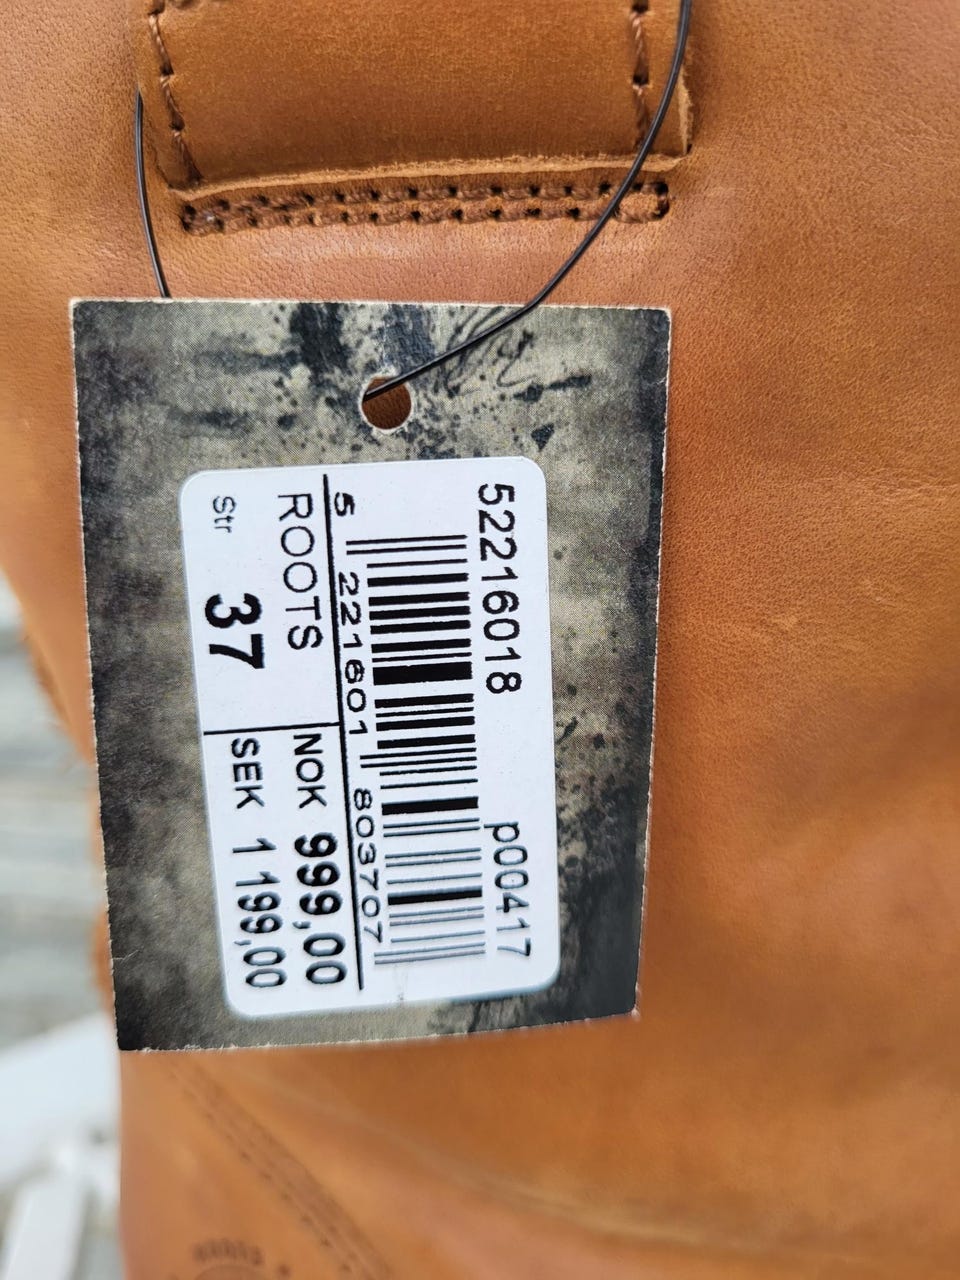 52216018 p00417
5 221601 803707
ROOTS
Str 37
NOK 999,00
SEK 1 199,00